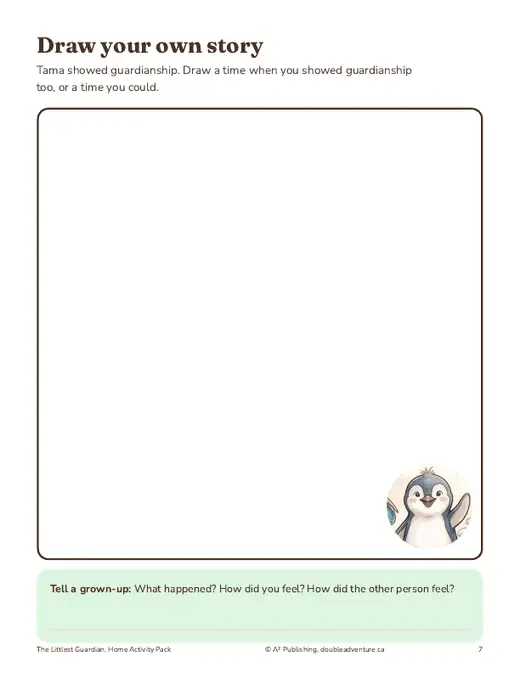 Draw your own story
Tama showed guardianship. Draw a time when you showed guardianship
too, or a time you could.
Tell a grown-up: What happened? How did you feel? How did the other person feel?
The Littlest Guardian: Home Activity Pack
© A² Publishing, doubleadventure.ca
7